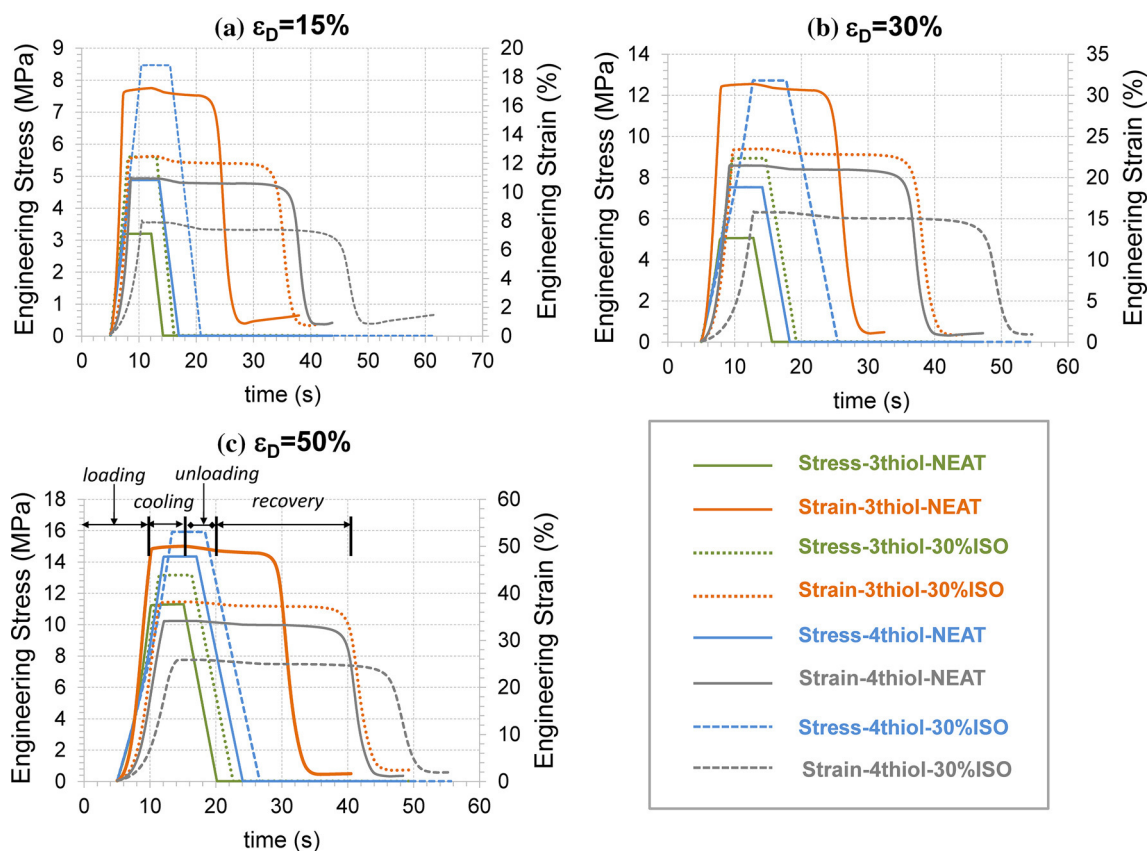 (a) εD=15%
Engineering Stress (MPa)
9
8
7
6
5
4
3
2
1
0
20
18
16
14
12
10
8
6
4
2
0
Engineering Strain (%)
0 10 20 30 40 50 60 70
time (s)
(b) εD=30%
Engineering Stress (MPa)
14
12
10
8
6
4
2
0
35
30
25
20
15
10
5
0
Engineering Strain (%)
0 10 20 30 40 50 60
time (s)
(c) εD=50%
loading
cooling
unloading
recovery
Engineering Stress (MPa)
18
16
14
12
10
8
6
4
2
0
60
50
40
30
20
10
0
Engineering Strain (%)
0 10 20 30 40 50 60
time (s)
Stress-3thiol-NEAT
Strain-3thiol-NEAT
Stress-3thiol-30%ISO
Strain-3thiol-30%ISO
Stress-4thiol-NEAT
Strain-4thiol-NEAT
Stress-4thiol-30%ISO
Strain-4thiol-30%ISO